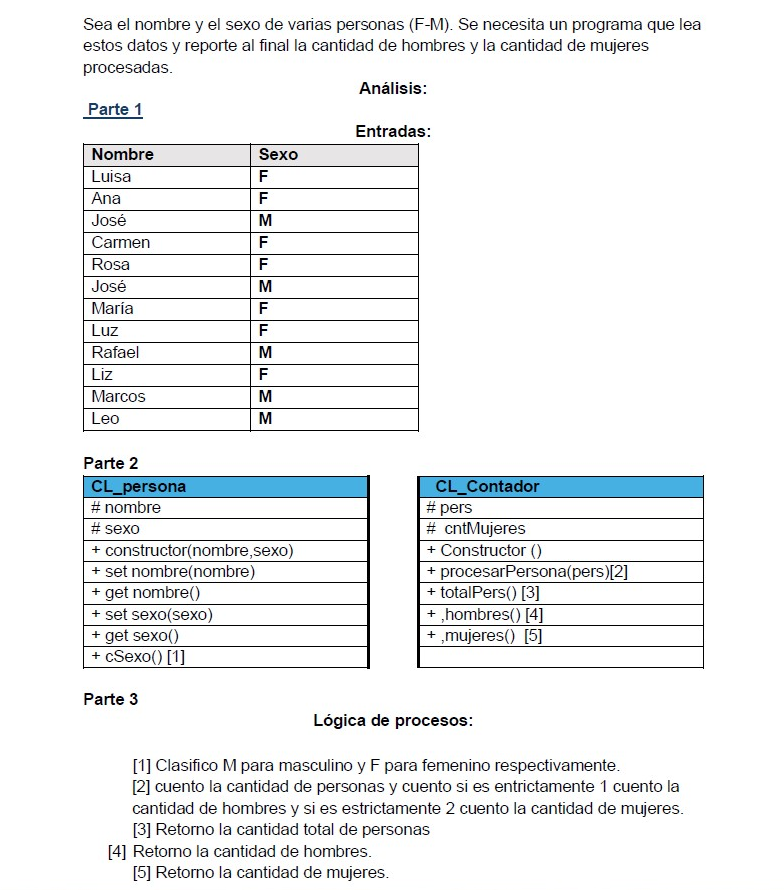 Sea el nombre y el sexo de varias personas (F-M). Se necesita un programa que lea
estos datos y reporte al final la cantidad de hombres y la cantidad de mujeres
procesadas.
Análisis:
Parte 1
Entradas:
Nombre Sexo
Luisa F
Ana F
José M
Carmen F
Rosa F
José M
María F
Luz F
Rafael M
Liz F
Marcos M
Leo M
Parte 2
CL_persona
# nombre
# sexo
+ constructor(nombre,sexo)
+ set nombre(nombre)
+ get nombre()
+ set sexo(sexo)
+ get sexo()
+ cSexo() [1]
CL_Contador
# pers
# cntMujeres
+ Constructor ()
+ procesarPersona(pers)[2]
+ totalPers() [3]
+ ,hombres() [4]
+ ,mujeres() [5]
Parte 3
Lógica de procesos:
[1] Clasifico M para masculino y F para femenino respectivamente.
[2] cuento la cantidad de personas y cuento si es entrictamente 1 cuento la
cantidad de hombres y si es estrictamente 2 cuento la cantidad de mujeres.
[3] Retorno la cantidad total de personas
[4] Retorno la cantidad de hombres.
[5] Retorno la cantidad de mujeres.